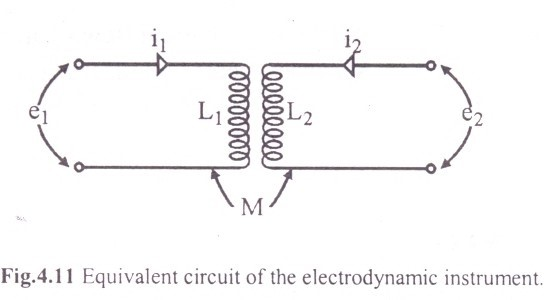 i₁ i₂
e₁ L₁ L₂ e₂
M
Fig.4.11 Equivalent circuit of the electrodynamic instrument.